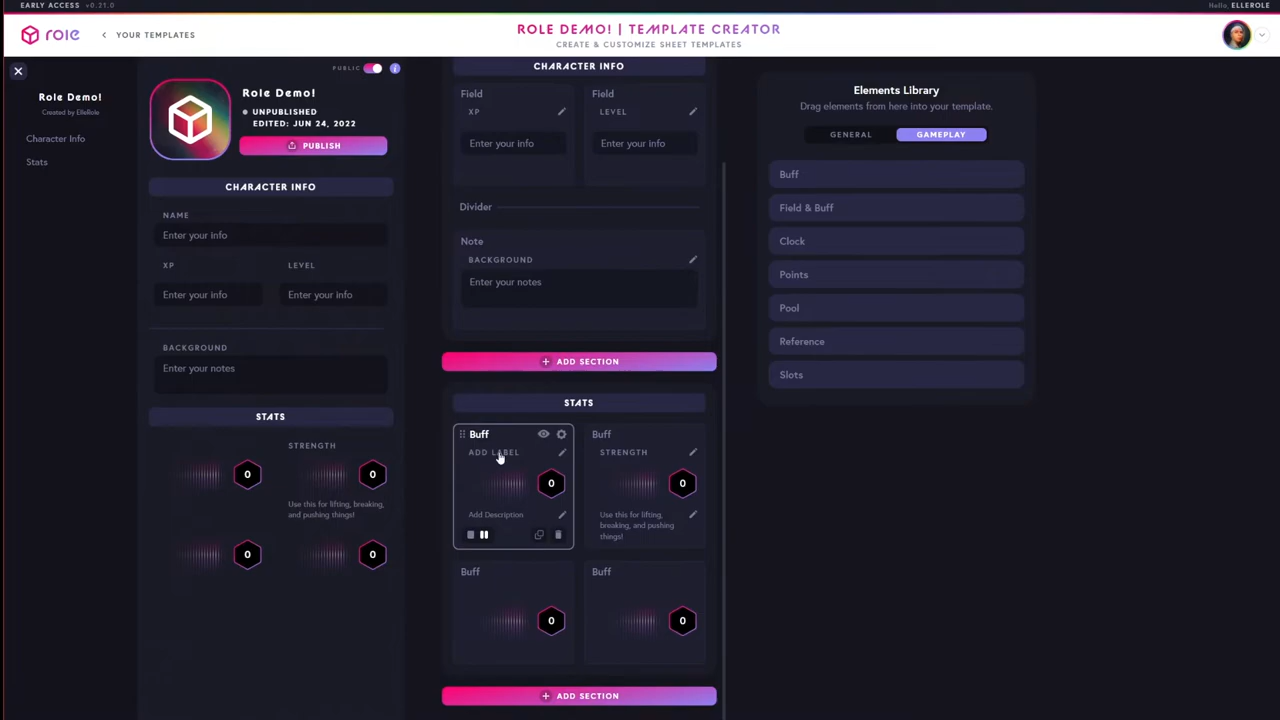 EARLY ACCESS v0.21.0
Hello, ELLEROLE
role
YOUR TEMPLATES
ROLE DEMO! | TEMPLATE CREATOR
CREATE & CUSTOMIZE SHEET TEMPLATES
Role Demo!
Created by ElleRole
Character Info
Stats
PUBLIC
Role Demo!
UNPUBLISHED
EDITED: JUN 24, 2022
PUBLISH
CHARACTER INFO
NAME
Enter your info
XP
LEVEL
Enter your info
Enter your info
BACKGROUND
Enter your notes
STATS
STRENGTH
0
0
Use this for lifting, breaking,
and pushing things!
0
0
CHARACTER INFO
Field
Field
XP
LEVEL
Enter your info
Enter your info
Divider
Note
BACKGROUND
Enter your notes
+ ADD SECTION
STATS
Buff
ADD LABEL
0
Add Description
Buff
STRENGTH
0
Use this for lifting,
breaking, and pushing
things!
Buff
0
Buff
0
+ ADD SECTION
Elements Library
Drag elements from here into your template.
GENERAL
GAMEPLAY
Buff
Field & Buff
Clock
Points
Pool
Reference
Slots